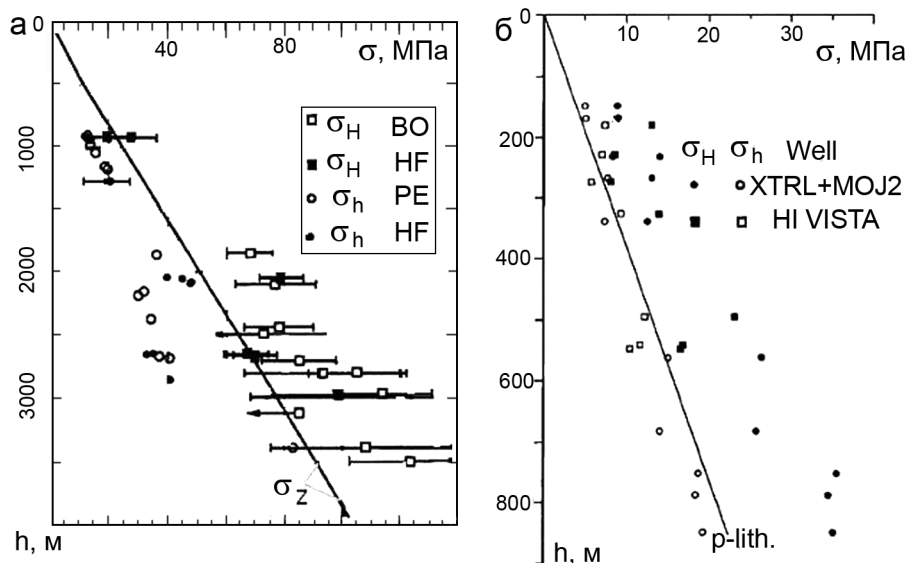 а
0
40
80
σ, МПа
1000
2000
3000
h, м
σH BO
σH HF
σh PE
σh HF
σz
б
0
10
20
30
σ, МПа
200
400
600
800
h, м
σH σh Well
XTRL+MOJ2
HI VISTA
p-lith.